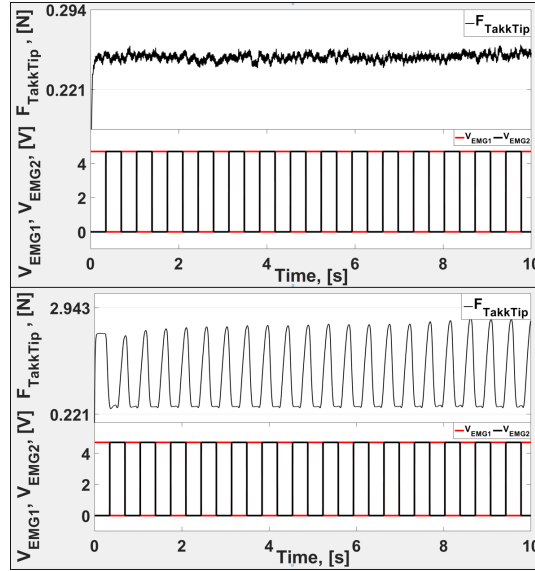 0.294
F_TakkTip
0.221
V_EMG1 V_EMG2
4
2
0
0 2 4 6 8 10
Time, [s]
V_EMG1, V_EMG2, [V] F_TakkTip, [N]
2.943
F_TakkTip
0.221
V_EMG1 V_EMG2
4
2
0
0 2 4 6 8 10
Time, [s]
V_EMG1, V_EMG2, [V] F_TakkTip, [N]